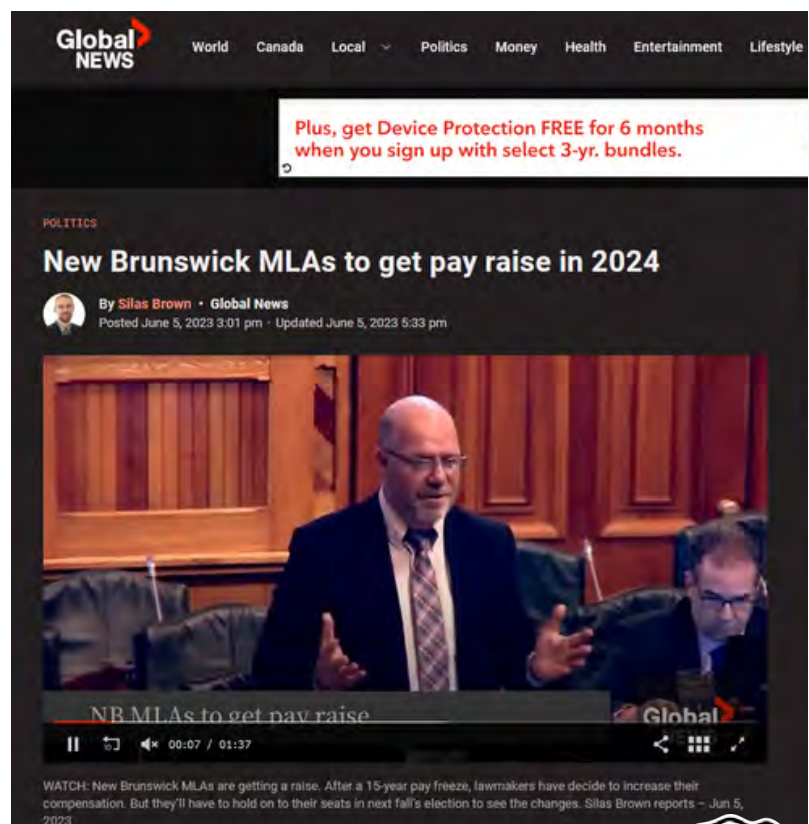 Global
NEWS
World Canada Local Politics Money Health Entertainment Lifestyle
Plus, get Device Protection FREE for 6 months
when you sign up with select 3-yr. bundles.
POLITICS
New Brunswick MLAs to get pay raise in 2024
By Silas Brown • Global News
Posted June 5, 2023 3:01 pm · Updated June 5, 2023 5:33 pm
NB MLAs to get pay raise
Global
NEWS
10
00:07 / 01:37
WATCH: New Brunswick MLAs are getting a raise. After a 15-year pay freeze, lawmakers have decide to increase their
compensation. But they'll have to hold on to their seats in next fall's election to see the changes. Silas Brown reports – Jun 5,
2023